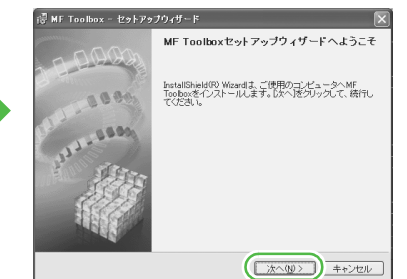 MF Toolbox - セットアップウィザード
MF Toolboxセットアップウィザードへようこそ
InstallShield(R) Wizardは、ご使用のコンピュータへMF
Toolboxをインストールします。[次へ]をクリックして、続行し
てください。
次へ(N) >
キャンセル